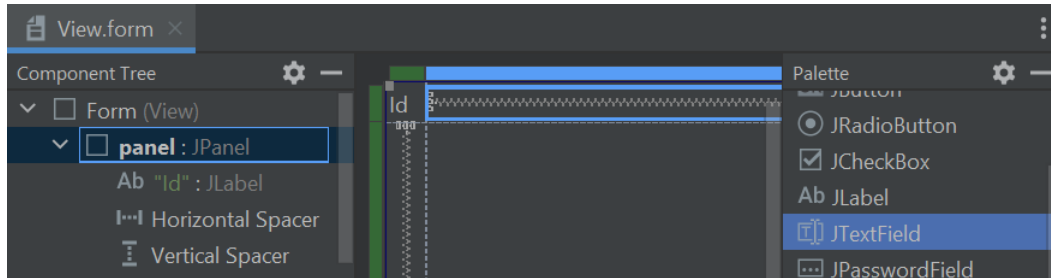 View.form
Component Tree
Form (View)
panel : JPanel
Ab "Id" : JLabel
Horizontal Spacer
Vertical Spacer
Id
Palette
JButton
JRadioButton
JCheckBox
Ab JLabel
JTextField
JPasswordField